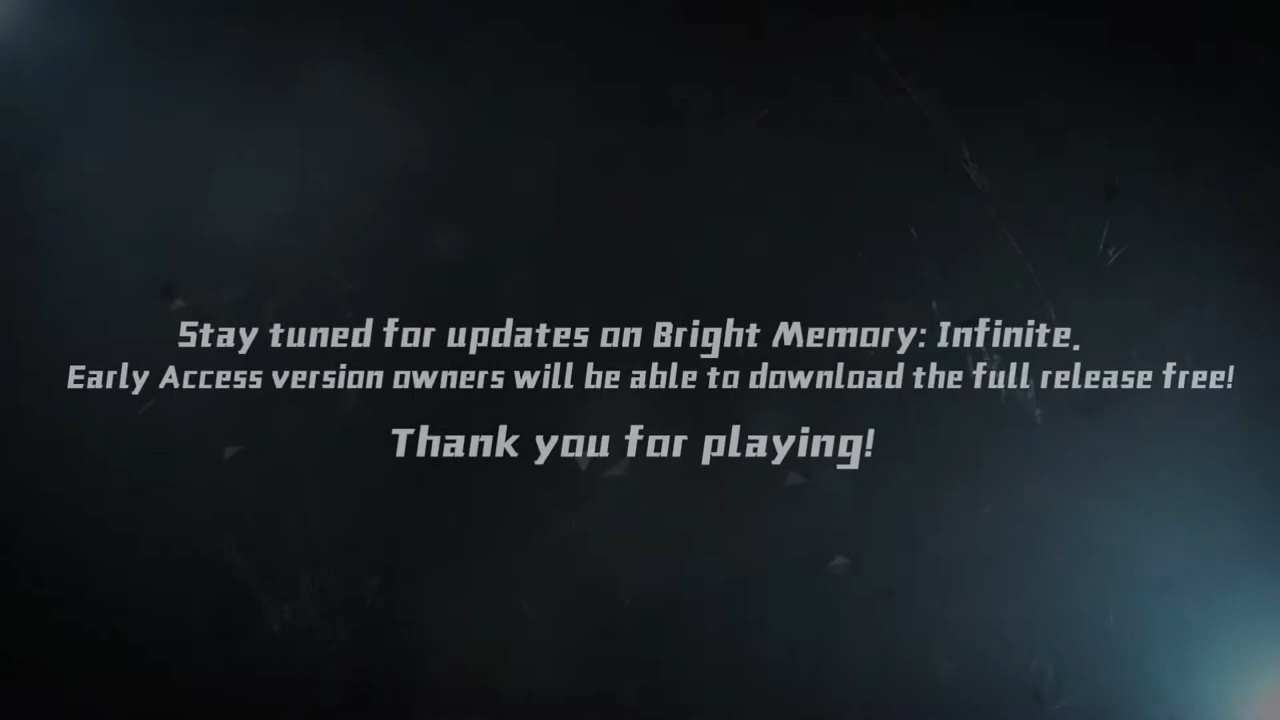 Stay tuned for updates on Bright Memory: Infinite.
Early Access version owners will be able to download the full release free!
Thank you for playing!